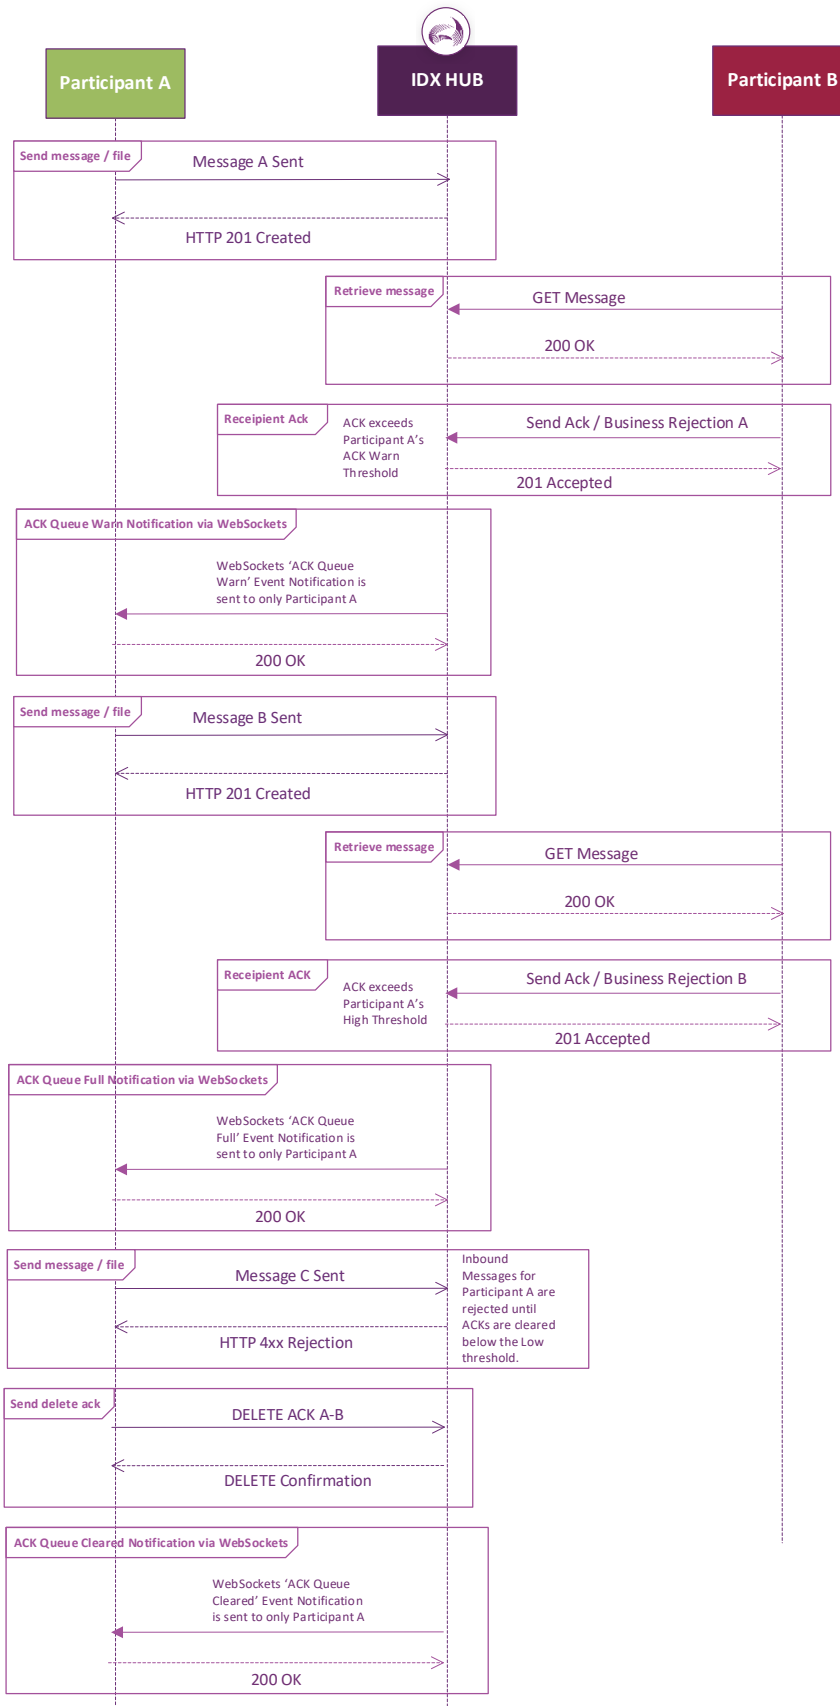 Participant A
IDX HUB
Participant B
Send message / file
Message A Sent
HTTP 201 Created
Retrieve message
GET Message
200 OK
Receipient Ack
ACK exceeds
Participant A's
ACK Warn
Threshold
Send Ack / Business Rejection A
201 Accepted
ACK Queue Warn Notification via WebSockets
WebSockets ‘ACK Queue
Warn’ Event Notification is
sent to only Participant A
200 OK
Send message / file
Message B Sent
HTTP 201 Created
Retrieve message
GET Message
200 OK
Receipient ACK
ACK exceeds
Participant A's
High Threshold
Send Ack / Business Rejection B
201 Accepted
ACK Queue Full Notification via WebSockets
WebSockets ‘ACK Queue
Full’ Event Notification is
sent to only Participant A
200 OK
Send message / file
Message C Sent
HTTP 4xx Rejection
Inbound
Messages for
Participant A are
rejected until
ACKs are cleared
below the Low
threshold.
Send delete ack
DELETE ACK A-B
DELETE Confirmation
ACK Queue Cleared Notification via WebSockets
WebSockets ‘ACK Queue
Cleared’ Event Notification
is sent to only Participant A
200 OK